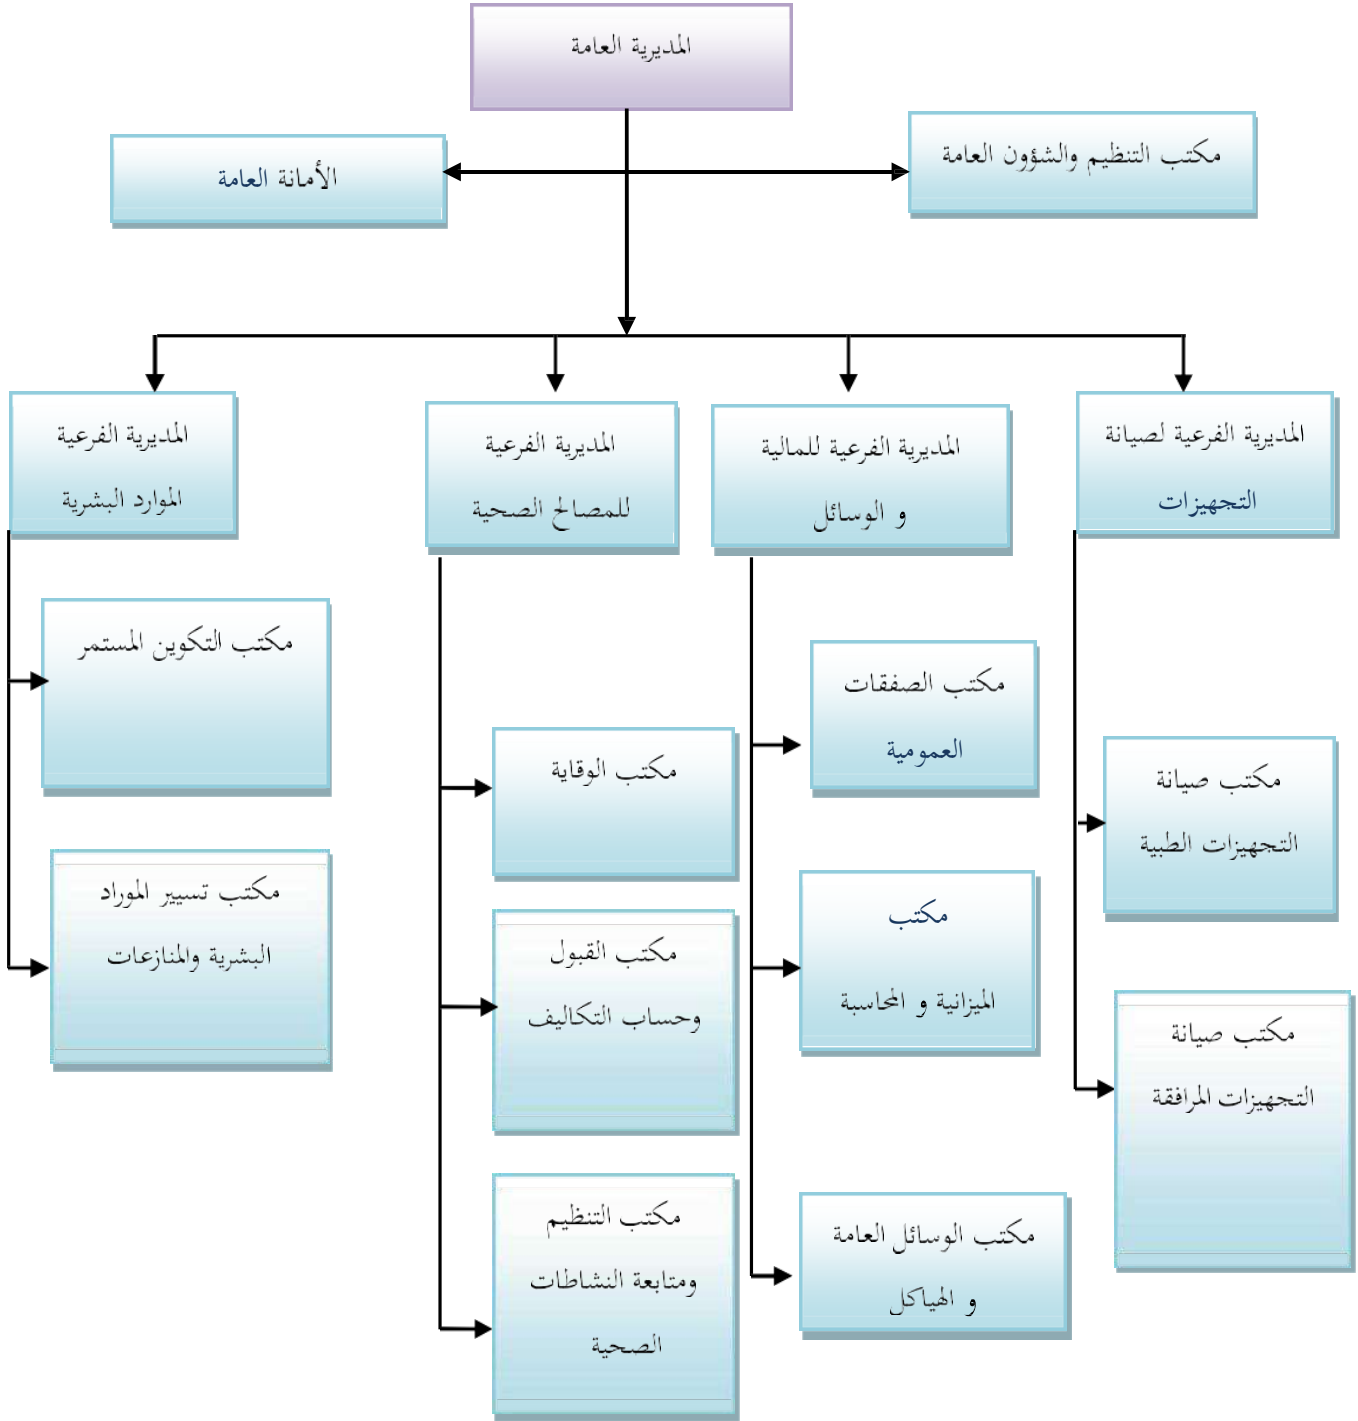 المديرية العامة
مكتب التنظيم والشؤون العامة
الأمانة العامة
المديرية الفرعية لصيانة
التجهيزات
المديرية الفرعية للمالية
و الوسائل
المديرية الفرعية
للمصالح الصحية
المديرية الفرعية
الموارد البشرية
مكتب صيانة
التجهيزات الطبية
مكتب صيانة
التجهيزات المرافقة
مكتب الصفقات
العمومية
مكتب
الميزانية و المحاسبة
مكتب الوسائل العامة
و الهياكل
مكتب الوقاية
مكتب القبول
وحساب التكاليف
مكتب التنظيم
ومتابعة النشاطات
الصحية
مكتب التكوين المستمر
مكتب تسيير الموراد
البشرية والمنازعات